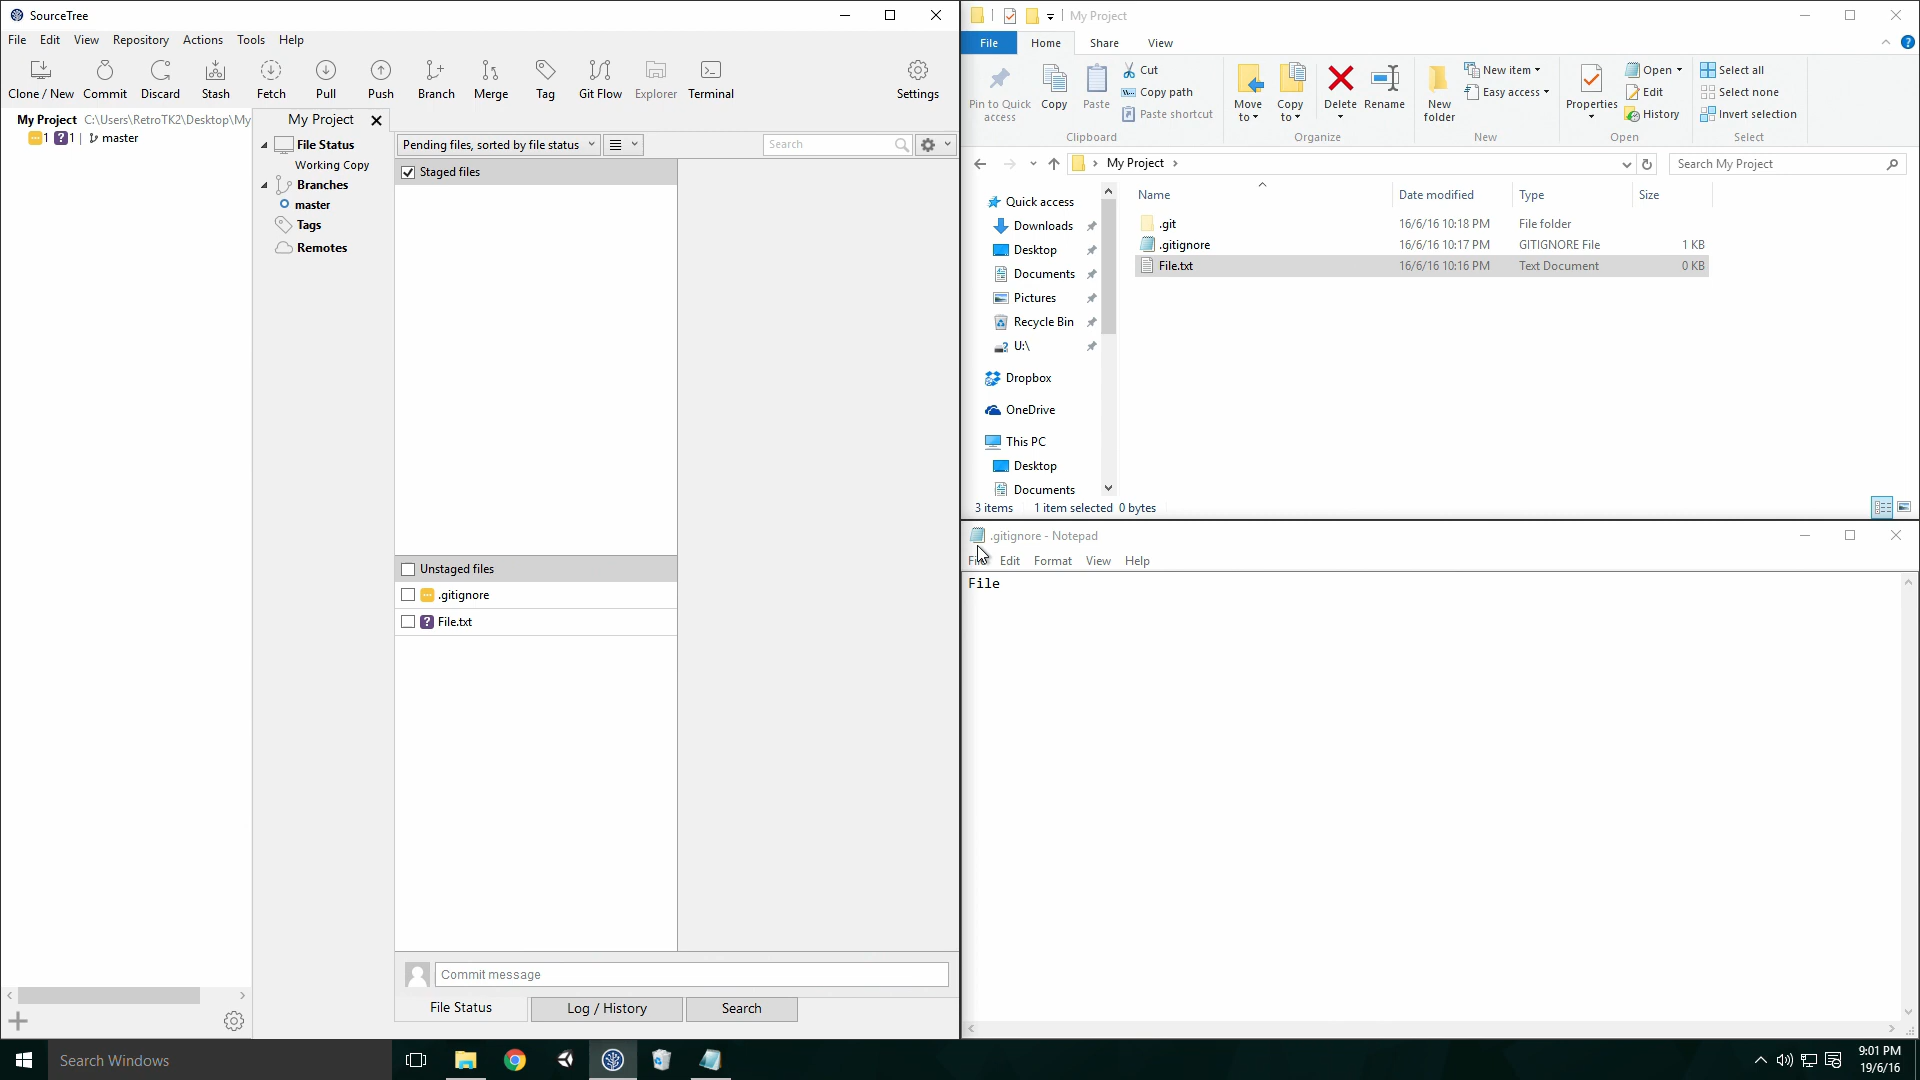 SourceTree
File Edit View Repository Actions Tools Help
Clone / New Commit Discard Stash Fetch Pull Push Branch Merge Tag Git Flow Explorer Terminal Settings
My Project C:\Users\RetroTK2\Desktop\My
1 ? 1 master
My Project
File Status
Working Copy
Branches
master
Tags
Remotes
Pending files, sorted by file status
Search
Staged files
Unstaged files
.gitignore
? File.txt
Commit message
File Status Log / History Search
My Project
File Home Share View
?
Pin to Quick access
Copy
Paste
Cut
Copy path
Paste shortcut
Clipboard
Move to
Copy to
Delete
Rename
Organize
New folder
New item
Easy access
New
Properties
Open
Edit
History
Open
Select all
Select none
Invert selection
Select
My Project
Search My Project
Quick access
Downloads
Desktop
Documents
Pictures
Recycle Bin
U:\
Dropbox
OneDrive
This PC
Desktop
Documents
Name Date modified Type Size
.git 16/6/16 10:18 PM File folder
.gitignore 16/6/16 10:17 PM GITIGNORE File 1 KB
File.txt 16/6/16 10:16 PM Text Document 0 KB
3 items 1 item selected 0 bytes
.gitignore - Notepad
File Edit Format View Help
File
Search Windows
9:01 PM
19/6/16